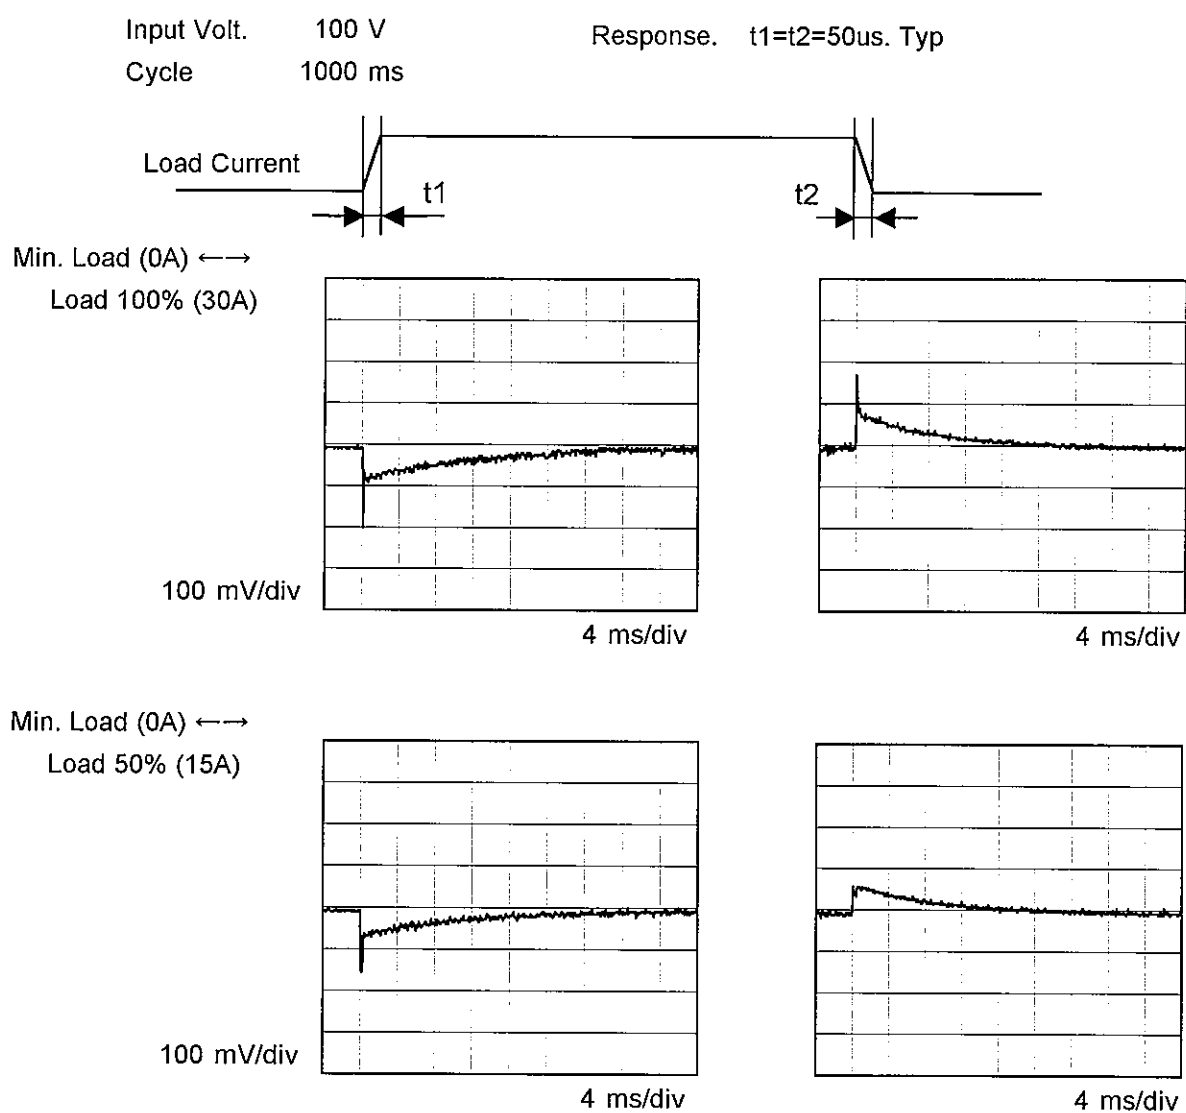 Input Volt. 100 V
Response. t1=t2=50us. Typ
Cycle 1000 ms
Load Current
t1
t2
Min. Load (0A) ←→
Load 100% (30A)
100 mV/div
4 ms/div
4 ms/div
Min. Load (0A) ←→
Load 50% (15A)
100 mV/div
4 ms/div
4 ms/div